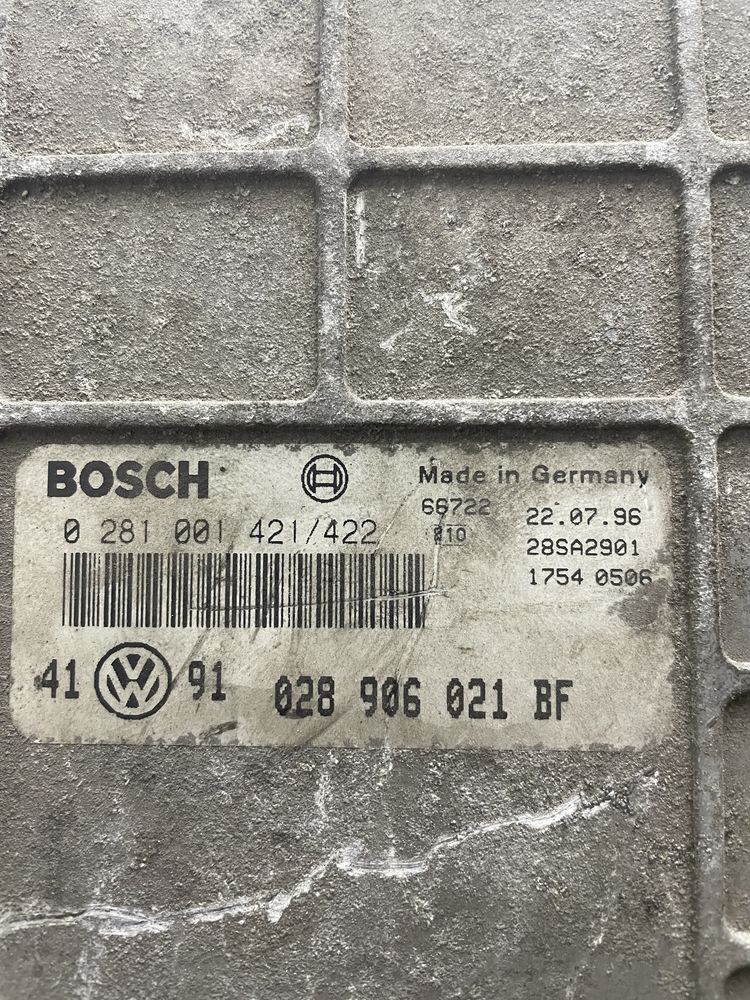 BOSCH
Made in Germany
0 281 001 421/422
66722
22.07.96
28SA2901
1754 0506
41 VW 91 028 906 021 BF